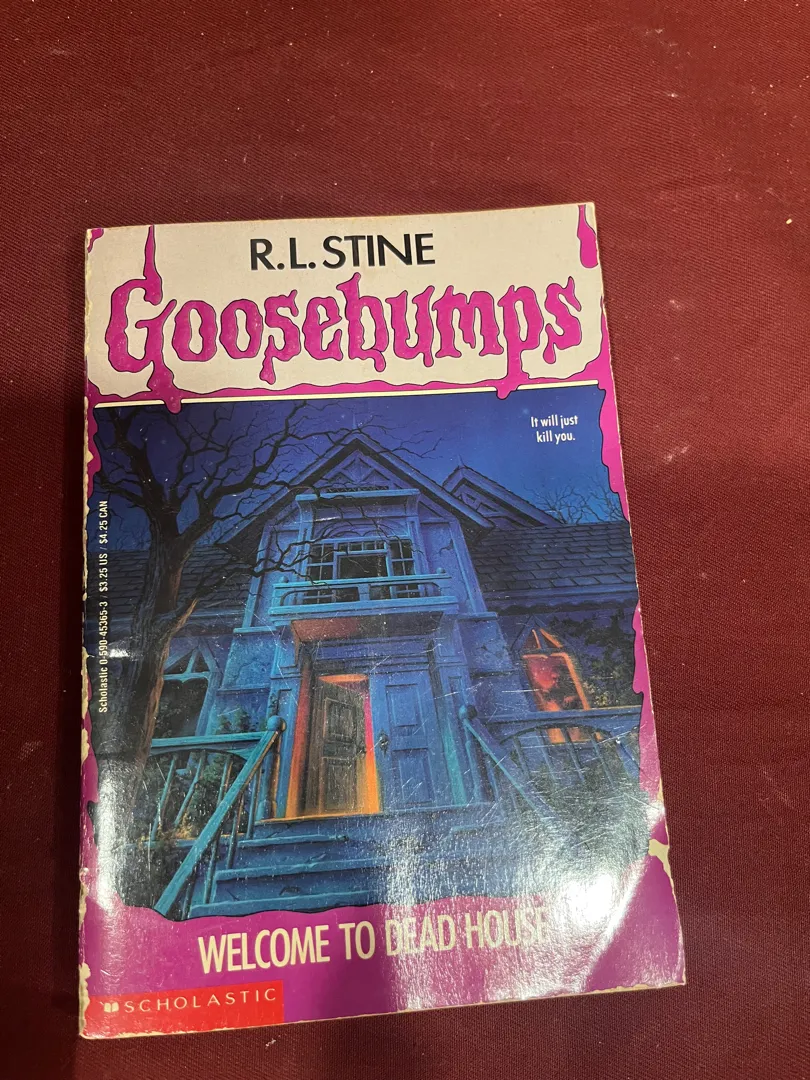 R.L. STINE
Goosebumps
It will just
kill you.
Scholastic 0-590-45365-3 / $3.25 US / $4.25 CAN
WELCOME TO DEAD HOUSE
SCHOLASTIC